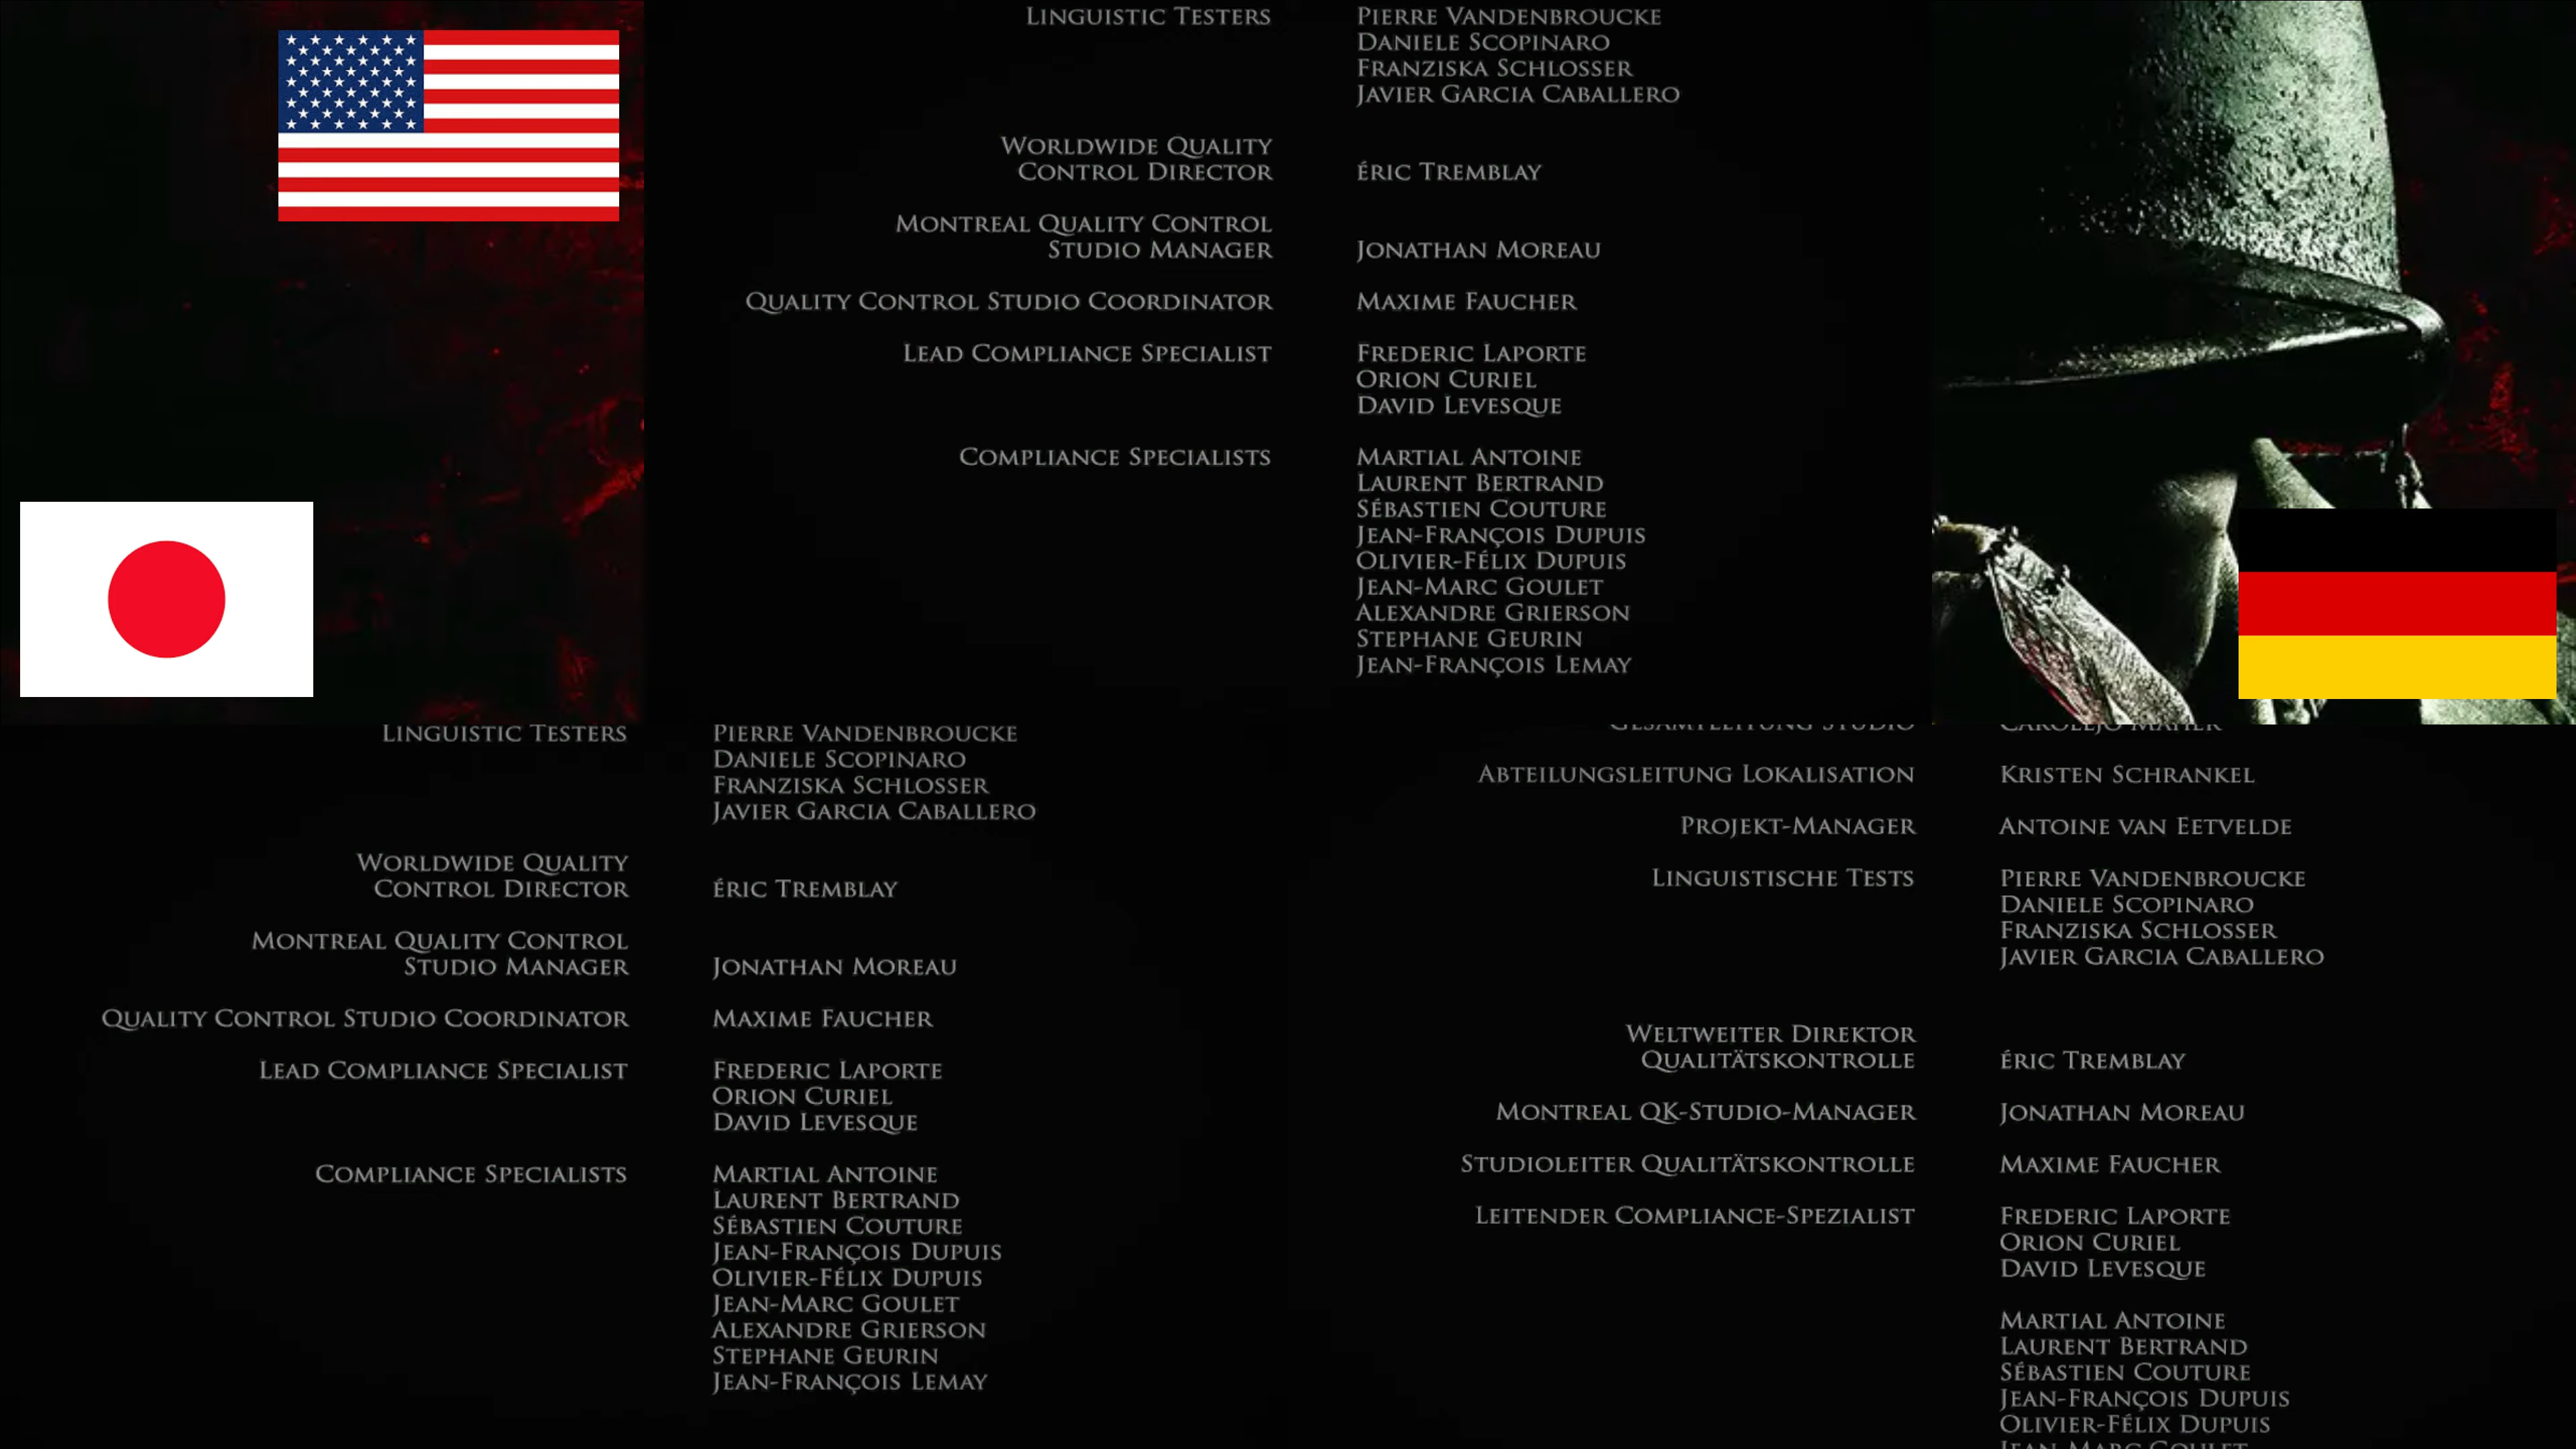 LINGUISTIC TESTERS PIERRE VANDENBROUCKE
DANIELE SCOPINARO
FRANZISKA SCHLOSSER
JAVIER GARCIA CABALLERO
WORLDWIDE QUALITY
CONTROL DIRECTOR ÉRIC TREMBLAY
MONTREAL QUALITY CONTROL
STUDIO MANAGER JONATHAN MOREAU
QUALITY CONTROL STUDIO COORDINATOR MAXIME FAUCHER
LEAD COMPLIANCE SPECIALIST FREDERIC LAPORTE
ORION CURIEL
DAVID LEVESQUE
COMPLIANCE SPECIALISTS MARTIAL ANTOINE
LAURENT BERTRAND
SÉBASTIEN COUTURE
JEAN-FRANÇOIS DUPUIS
OLIVIER-FÉLIX DUPUIS
JEAN-MARC GOULET
ALEXANDRE GRIERSON
STEPHANE GEURIN
JEAN-FRANÇOIS LEMAY
LINGUISTIC TESTERS PIERRE VANDENBROUCKE
DANIELE SCOPINARO
FRANZISKA SCHLOSSER
JAVIER GARCIA CABALLERO
WORLDWIDE QUALITY
CONTROL DIRECTOR ÉRIC TREMBLAY
MONTREAL QUALITY CONTROL
STUDIO MANAGER JONATHAN MOREAU
QUALITY CONTROL STUDIO COORDINATOR MAXIME FAUCHER
LEAD COMPLIANCE SPECIALIST FREDERIC LAPORTE
ORION CURIEL
DAVID LEVESQUE
COMPLIANCE SPECIALISTS MARTIAL ANTOINE
LAURENT BERTRAND
SÉBASTIEN COUTURE
JEAN-FRANÇOIS DUPUIS
OLIVIER-FÉLIX DUPUIS
JEAN-MARC GOULET
ALEXANDRE GRIERSON
STEPHANE GEURIN
JEAN-FRANÇOIS LEMAY
GESAMTLEITUNG STUDIO
ABTEILUNGSLEITUNG LOKALISATION KRISTEN SCHRANKEL
PROJEKT-MANAGER ANTOINE VAN EETVELDE
LINGUISTISCHE TESTS PIERRE VANDENBROUCKE
DANIELE SCOPINARO
FRANZISKA SCHLOSSER
JAVIER GARCIA CABALLERO
WELTWEITER DIREKTOR
QUALITÄTSKONTROLLE ÉRIC TREMBLAY
MONTREAL QK-STUDIO-MANAGER JONATHAN MOREAU
STUDIOLEITER QUALITÄTSKONTROLLE MAXIME FAUCHER
LEITENDER COMPLIANCE-SPEZIALIST FREDERIC LAPORTE
ORION CURIEL
DAVID LEVESQUE
MARTIAL ANTOINE
LAURENT BERTRAND
SÉBASTIEN COUTURE
JEAN-FRANÇOIS DUPUIS
OLIVIER-FÉLIX DUPUIS
JEAN-MARC GOULET